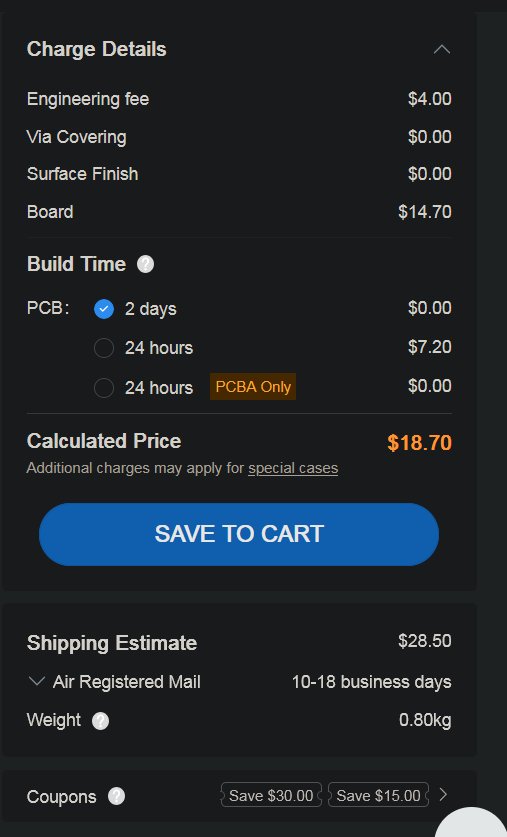 Charge Details
Engineering fee $4.00
Via Covering $0.00
Surface Finish $0.00
Board $14.70
Build Time ?
PCB: 2 days $0.00
24 hours $7.20
24 hours PCBA Only $0.00
Calculated Price $18.70
Additional charges may apply for special cases
SAVE TO CART
Shipping Estimate $28.50
Air Registered Mail 10-18 business days
Weight ? 0.80kg
Coupons ? Save $30.00 Save $15.00